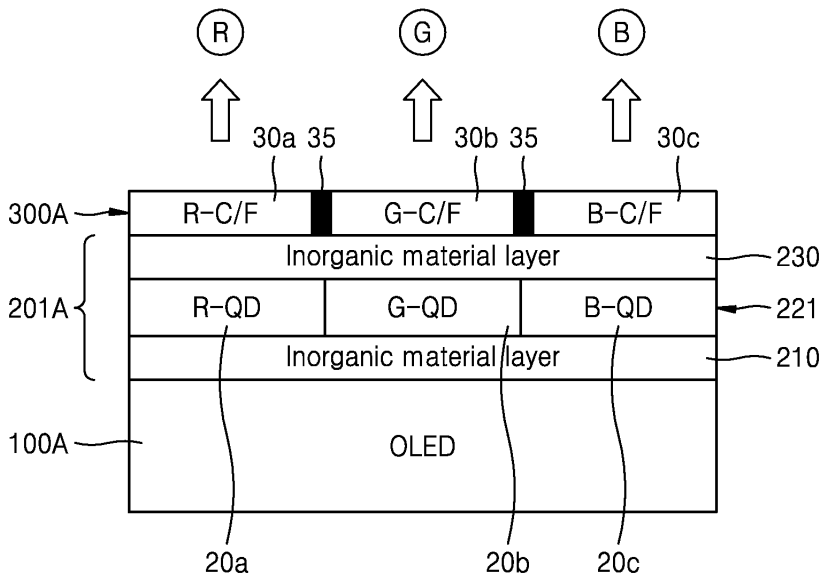 R G B
30a 35 30b 35 30c
300A R-C/F G-C/F B-C/F
Inorganic material layer 230
201A R-QD G-QD B-QD 221
Inorganic material layer 210
100A OLED
20a 20b 20c